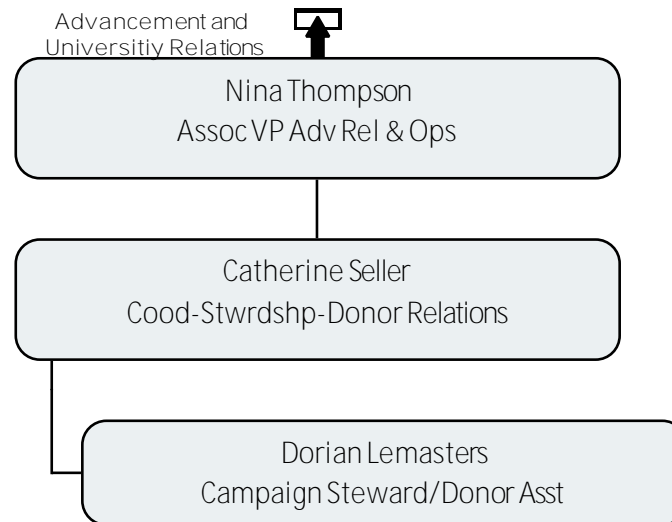 Advancement and
Universitiy Relations
Nina Thompson
Assoc VP Adv Rel & Ops
Catherine Seller
Cood-Stwrdshp-Donor Relations
Dorian Lemasters
Campaign Steward/Donor Asst